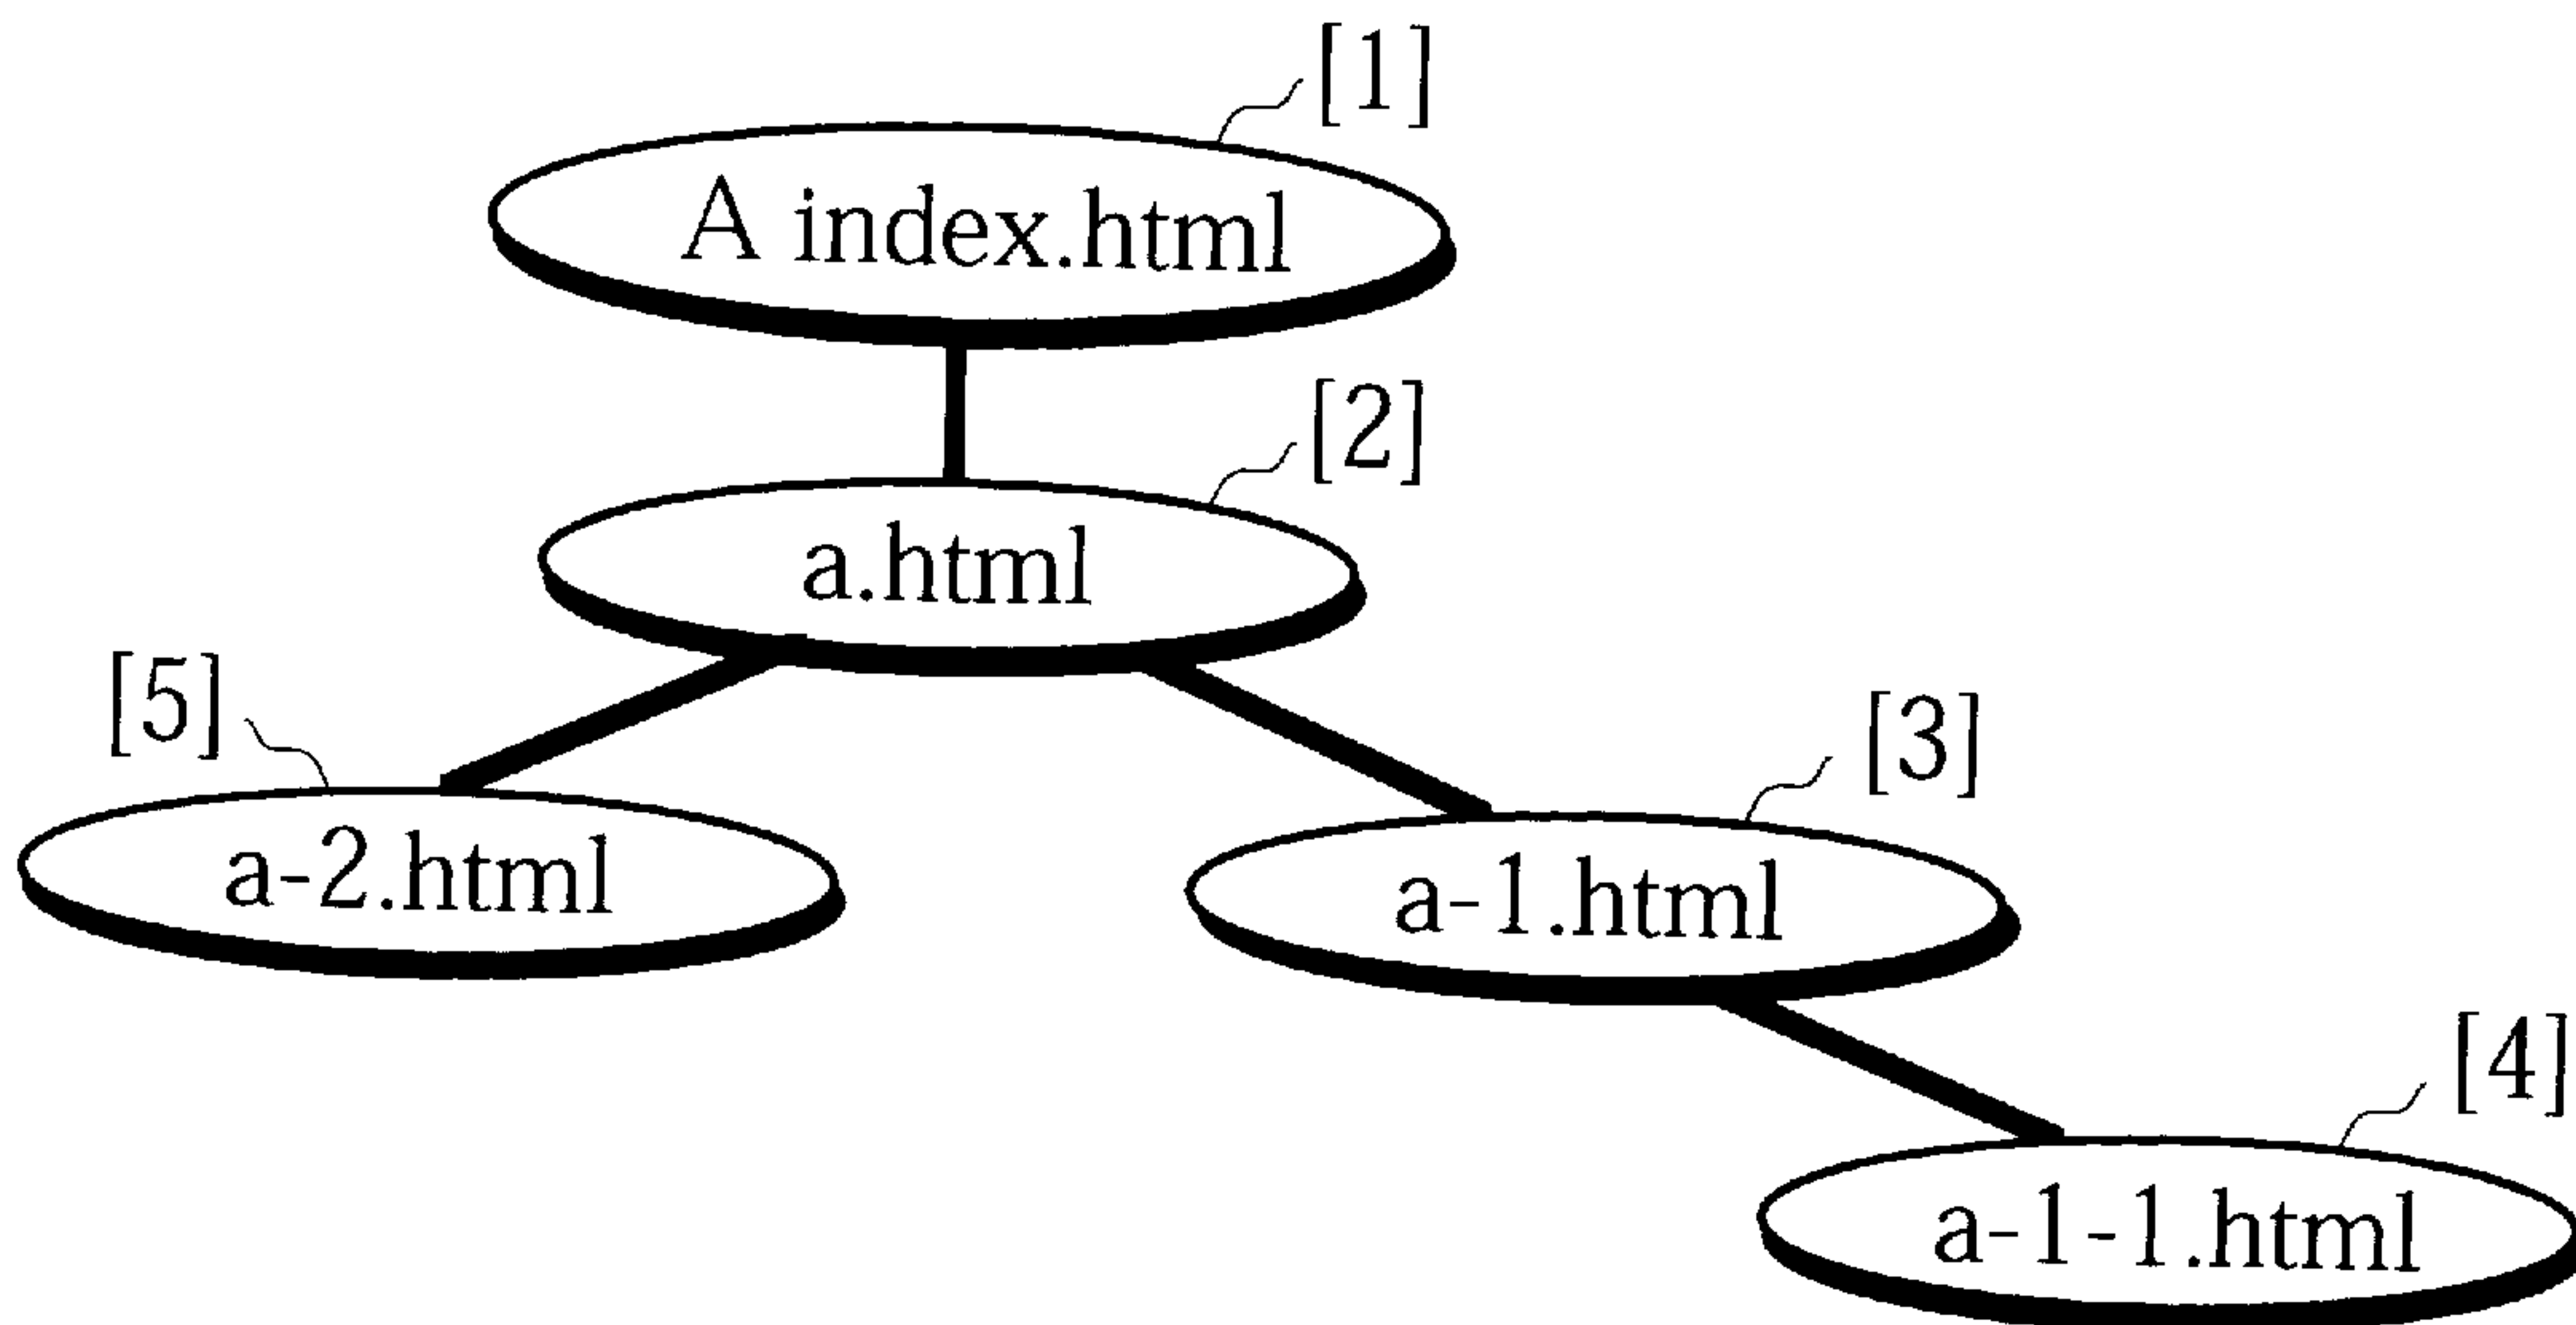 [1]
A index.html
[2]
a.html
[5]
[3]
a-2.html
a-1.html
[4]
a-1-1.html